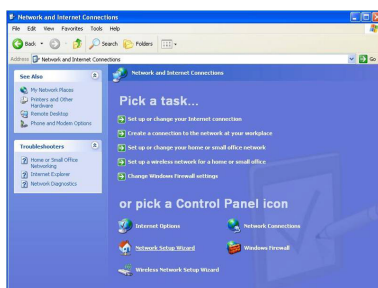 Network and Internet Connections
File Edit View Favorites Tools Help
Back Search Folders
Address Network and Internet Connections Go
See Also
My Network Places
Printers and Other
Hardware
Remote Desktop
Phone and Modem Options
Troubleshooters
Home or Small Office
Networking
Internet Explorer
Network Diagnostics
Network and Internet Connections
Pick a task...
Set up or change your Internet connection
Create a connection to the network at your workplace
Set up or change your home or small office network
Set up a wireless network for a home or small office
Change Windows Firewall settings
or pick a Control Panel icon
Internet Options Network Connections
Network Setup Wizard Windows Firewall
Wireless Network Setup Wizard